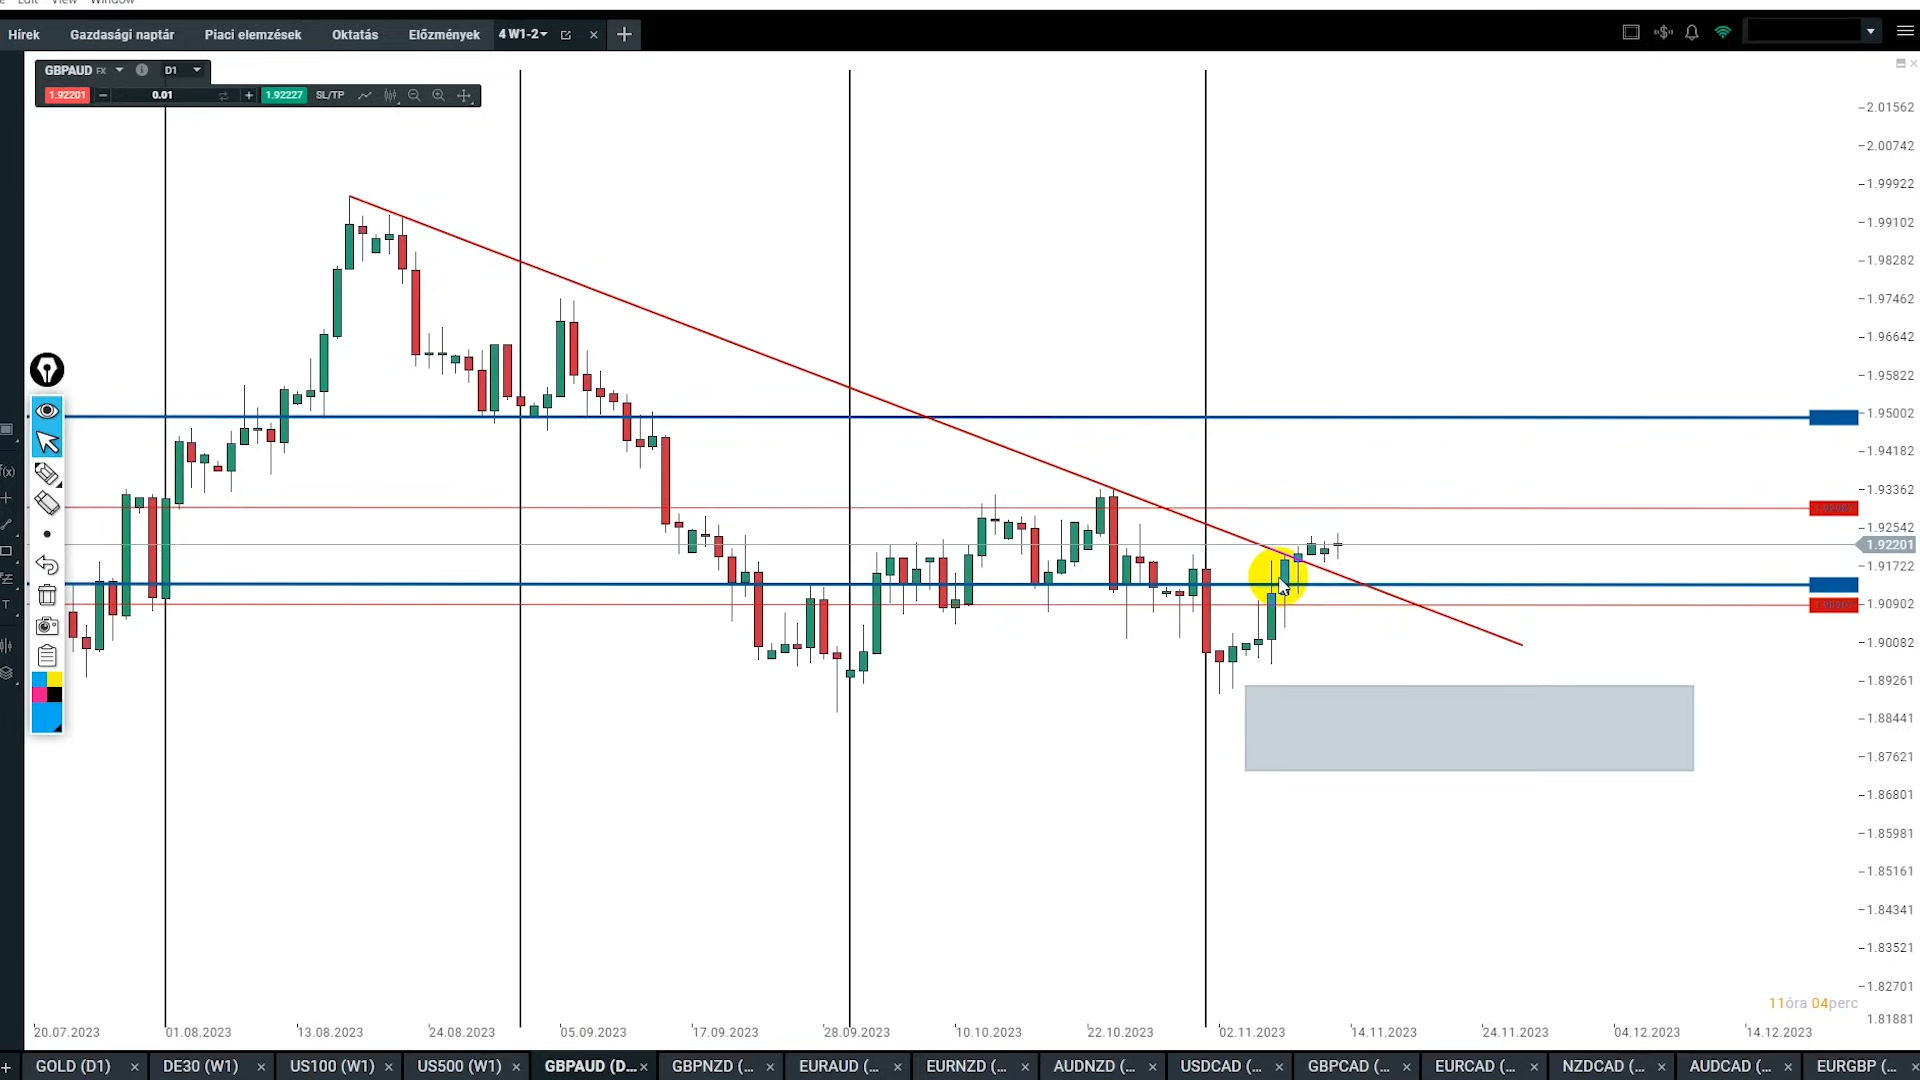 Edit View Window
Hírek Gazdasági naptár Piaci elemzések Oktatás Előzmények 4 W1-2
GBPAUD FX D1
1.92201 0.01 1.92227 SL/TP
2.01562
2.00742
1.99922
1.99102
1.98282
1.97462
1.96642
1.95822
1.95002
1.94182
1.93362
1.92542
1.92201
1.91722
1.90902
1.90082
1.89261
1.88441
1.87621
1.86801
1.85981
1.85161
1.84341
1.83521
1.82701
1.81881
f(x)
T
11óra 04perc
20.07.2023 01.08.2023 13.08.2023 24.08.2023 05.09.2023 17.09.2023 28.09.2023 10.10.2023 22.10.2023 02.11.2023 14.11.2023 24.11.2023 04.12.2023 14.12.2023
GOLD (D1) DE30 (W1) US100 (W1) US500 (W1) GBPAUD (D... GBPNZD (... EURAUD (... EURNZD (... AUDNZD (... USDCAD (... GBPCAD (... EURCAD (... NZDCAD (... AUDCAD (... EURGBP (...